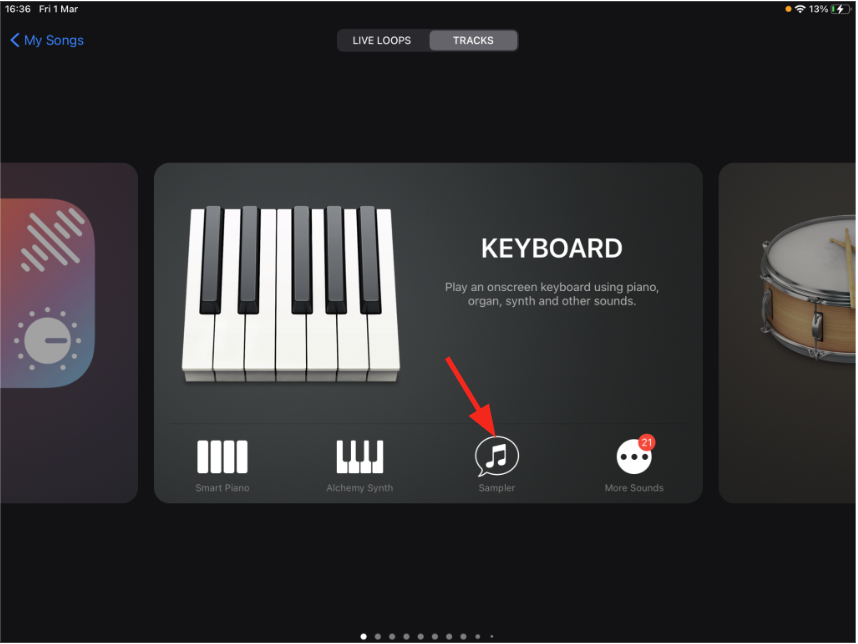 16:36 Fri 1 Mar
13%
My Songs
LIVE LOOPS
TRACKS
KEYBOARD
Play an onscreen keyboard using piano,
organ, synth and other sounds.
21
Smart Piano
Alchemy Synth
Sampler
More Sounds